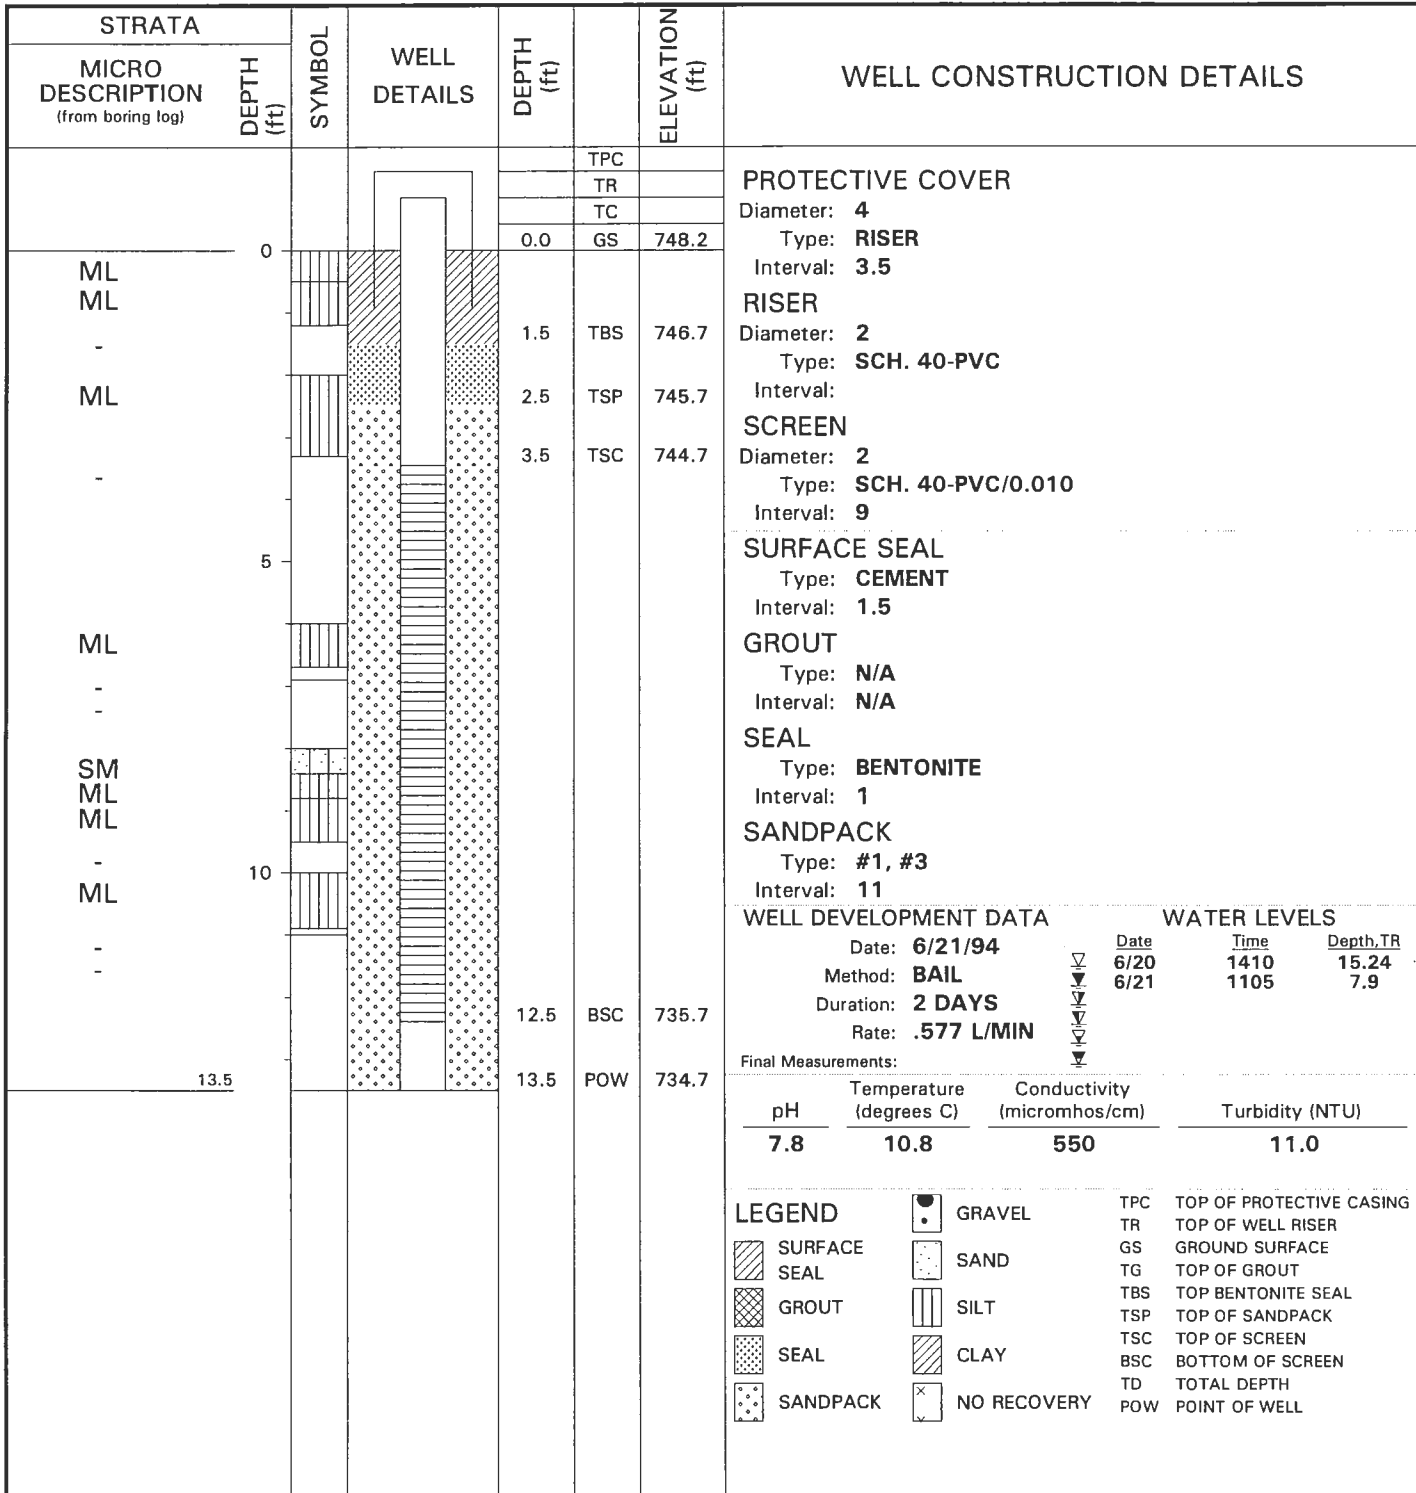 STRATA
MICRO
DESCRIPTION
(from boring log)
DEPTH
(ft)
SYMBOL
WELL
DETAILS
DEPTH
(ft)
ELEVATION
(ft)
WELL CONSTRUCTION DETAILS
TPC
TR
TC
0.0 GS 748.2
0
ML
ML
1.5 TBS 746.7
-
ML
2.5 TSP 745.7
3.5 TSC 744.7
-
5
ML
-
-
SM
ML
ML
-
10
ML
-
-
12.5 BSC 735.7
13.5
13.5 POW 734.7
PROTECTIVE COVER
Diameter: 4
Type: RISER
Interval: 3.5
RISER
Diameter: 2
Type: SCH. 40-PVC
Interval:
SCREEN
Diameter: 2
Type: SCH. 40-PVC/0.010
Interval: 9
SURFACE SEAL
Type: CEMENT
Interval: 1.5
GROUT
Type: N/A
Interval: N/A
SEAL
Type: BENTONITE
Interval: 1
SANDPACK
Type: #1, #3
Interval: 11
WELL DEVELOPMENT DATA
Date: 6/21/94
Method: BAIL
Duration: 2 DAYS
Rate: .577 L/MIN
Final Measurements:
WATER LEVELS
Date Time Depth,TR
6/20 1410 15.24
6/21 1105 7.9
pH Temperature (degrees C) Conductivity (micromhos/cm) Turbidity (NTU)
7.8 10.8 550 11.0
LEGEND
SURFACE
SEAL
GROUT
SEAL
SANDPACK
GRAVEL
SAND
SILT
CLAY
NO RECOVERY
TPC TOP OF PROTECTIVE CASING
TR TOP OF WELL RISER
GS GROUND SURFACE
TG TOP OF GROUT
TBS TOP BENTONITE SEAL
TSP TOP OF SANDPACK
TSC TOP OF SCREEN
BSC BOTTOM OF SCREEN
TD TOTAL DEPTH
POW POINT OF WELL